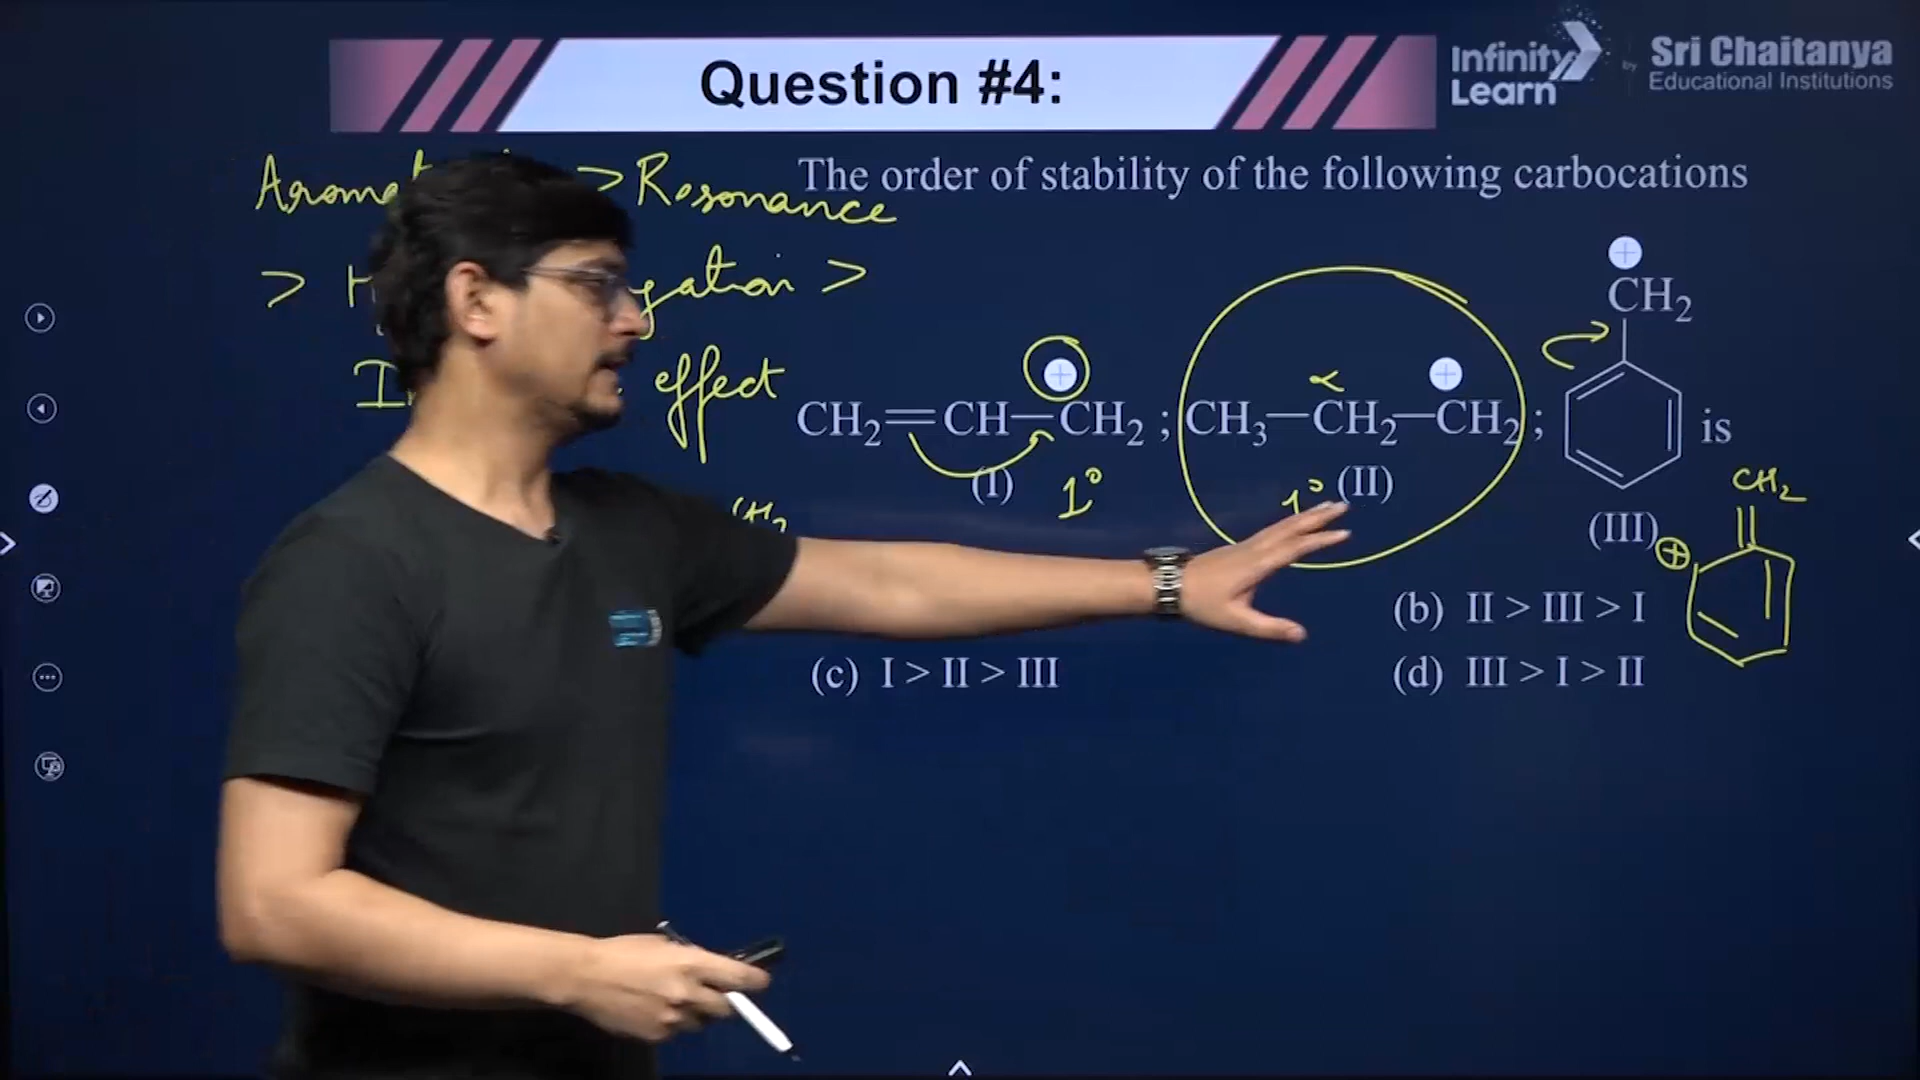 Question #4:
Infinity Learn
by
Sri Chaitanya
Educational Institutions
The order of stability of the following carbocations
> Resonance
>
>
effect
CH₂=CH—CH₂ ; CH₃—CH₂—CH₂ ; is
⊕
⊕
⊕
CH₂
α
(I) 1°
1° (II)
(III)
CH₂
⊕
(b) II > III > I
(c) I > II > III
(d) III > I > II